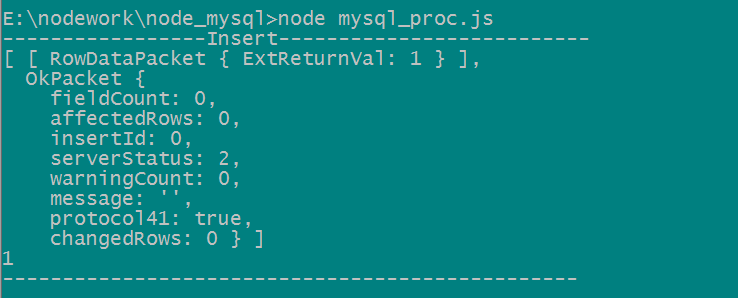 E:\nodework\node_mysql>node mysql_proc.js
-----------------Insert--------------------------
[ [ RowDataPacket { ExtReturnVal: 1 } ],
  OkPacket {
    fieldCount: 0,
    affectedRows: 0,
    insertId: 0,
    serverStatus: 2,
    warningCount: 0,
    message: '',
    protocol41: true,
    changedRows: 0 } ]
1
------------------------------------------------